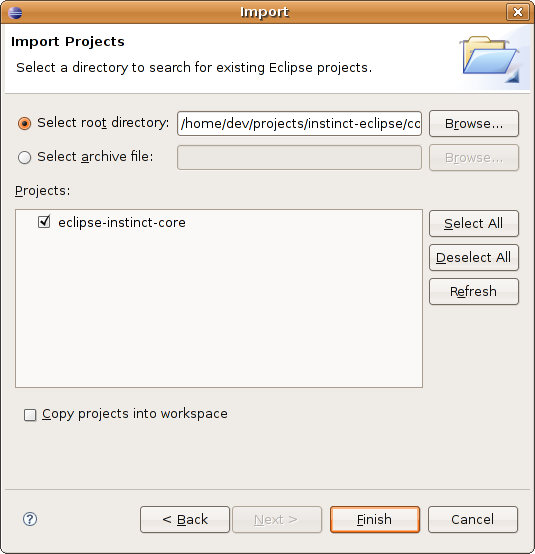 Import
Import Projects
Select a directory to search for existing Eclipse projects.
Select root directory: /home/dev/projects/instinct-eclipse/co Browse...
Select archive file: Browse...
Projects:
eclipse-instinct-core
Select All
Deselect All
Refresh
Copy projects into workspace
? < Back Next > Finish Cancel